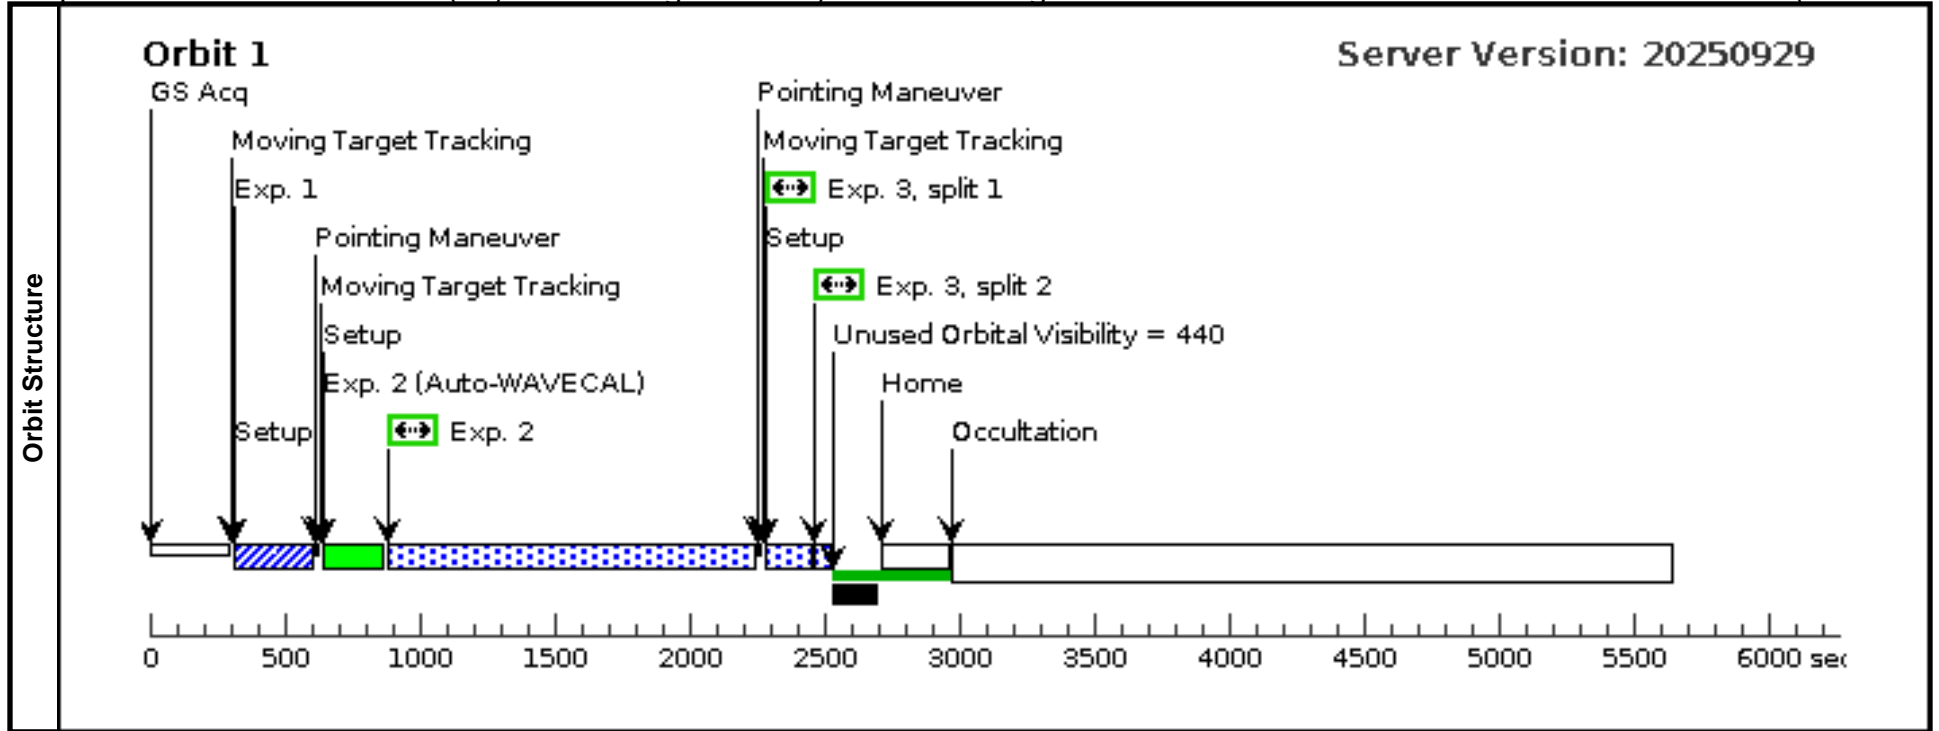 Orbit Structure
Orbit 1
Server Version: 20250929
GS Acq
Pointing Maneuver
Moving Target Tracking
Moving Target Tracking
Exp. 1
Exp. 3, split 1
Pointing Maneuver
Setup
Moving Target Tracking
Exp. 3, split 2
Setup
Unused Orbital Visibility = 440
Exp. 2 (Auto-WAVECAL)
Home
Setup
Exp. 2
Occultation
0 500 1000 1500 2000 2500 3000 3500 4000 4500 5000 5500 6000 sec